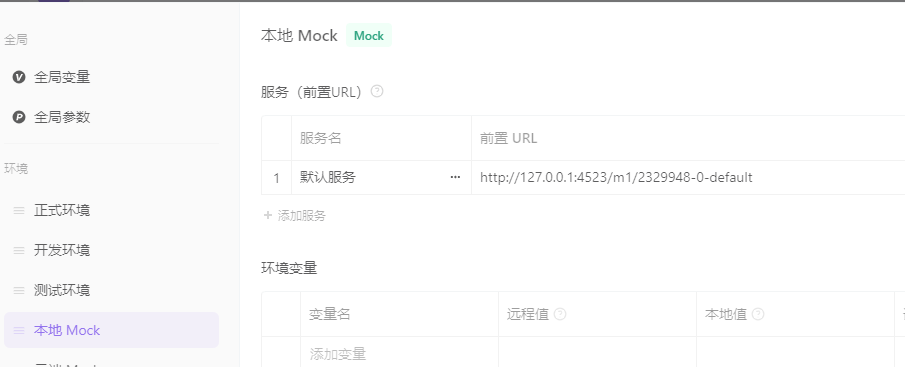 全局
全局变量
全局参数
环境
正式环境
开发环境
测试环境
本地 Mock
本地 Mock Mock
服务（前置URL）
服务名 前置 URL
1 默认服务 ··· http://127.0.0.1:4523/m1/2329948-0-default
+ 添加服务
环境变量
变量名 远程值 本地值
添加变量